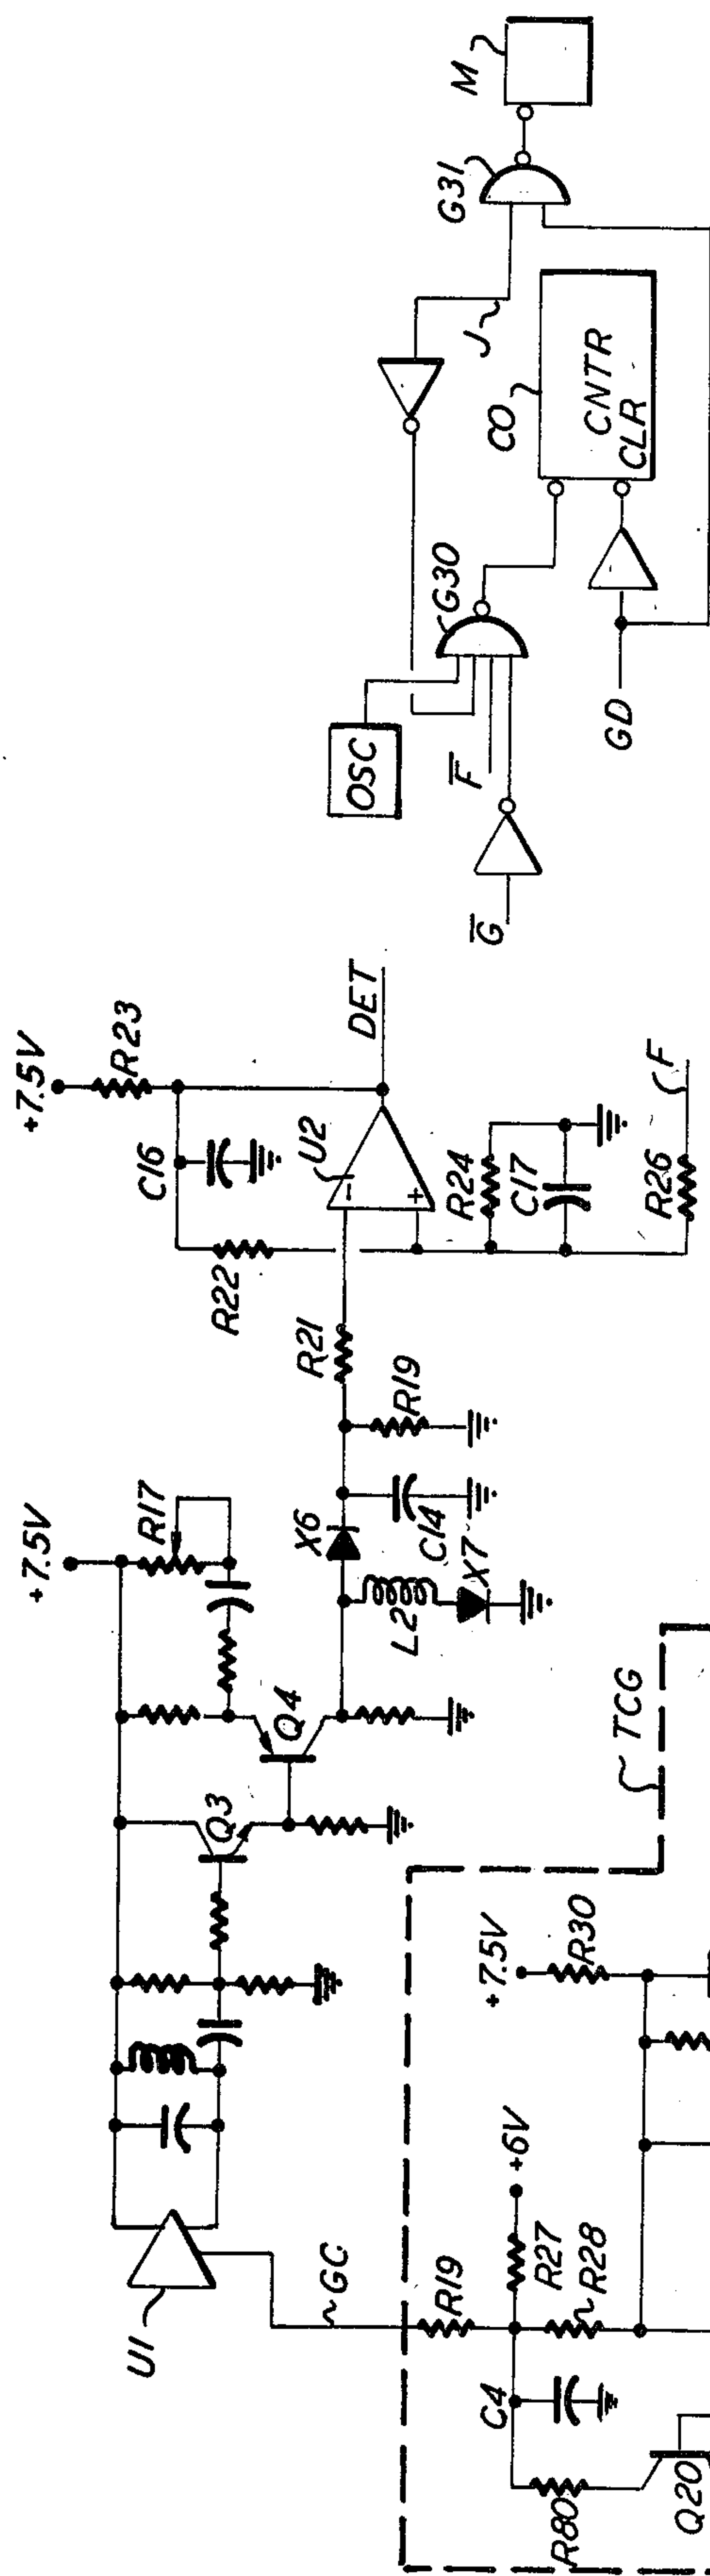 M
G31
J
CO
CNTR
CLR
G30
OSC
F
G
GD
+7.5V
R23
DET
C16
U2
−
+
R22
R24
C17
F
R26
R21
R19
+7.5V
R17
X6
C14
X7
L2
Q4
Q3
TCG
+7.5V
R30
U1
GC
R19
+6V
R27
R28
C4
R80
Q20